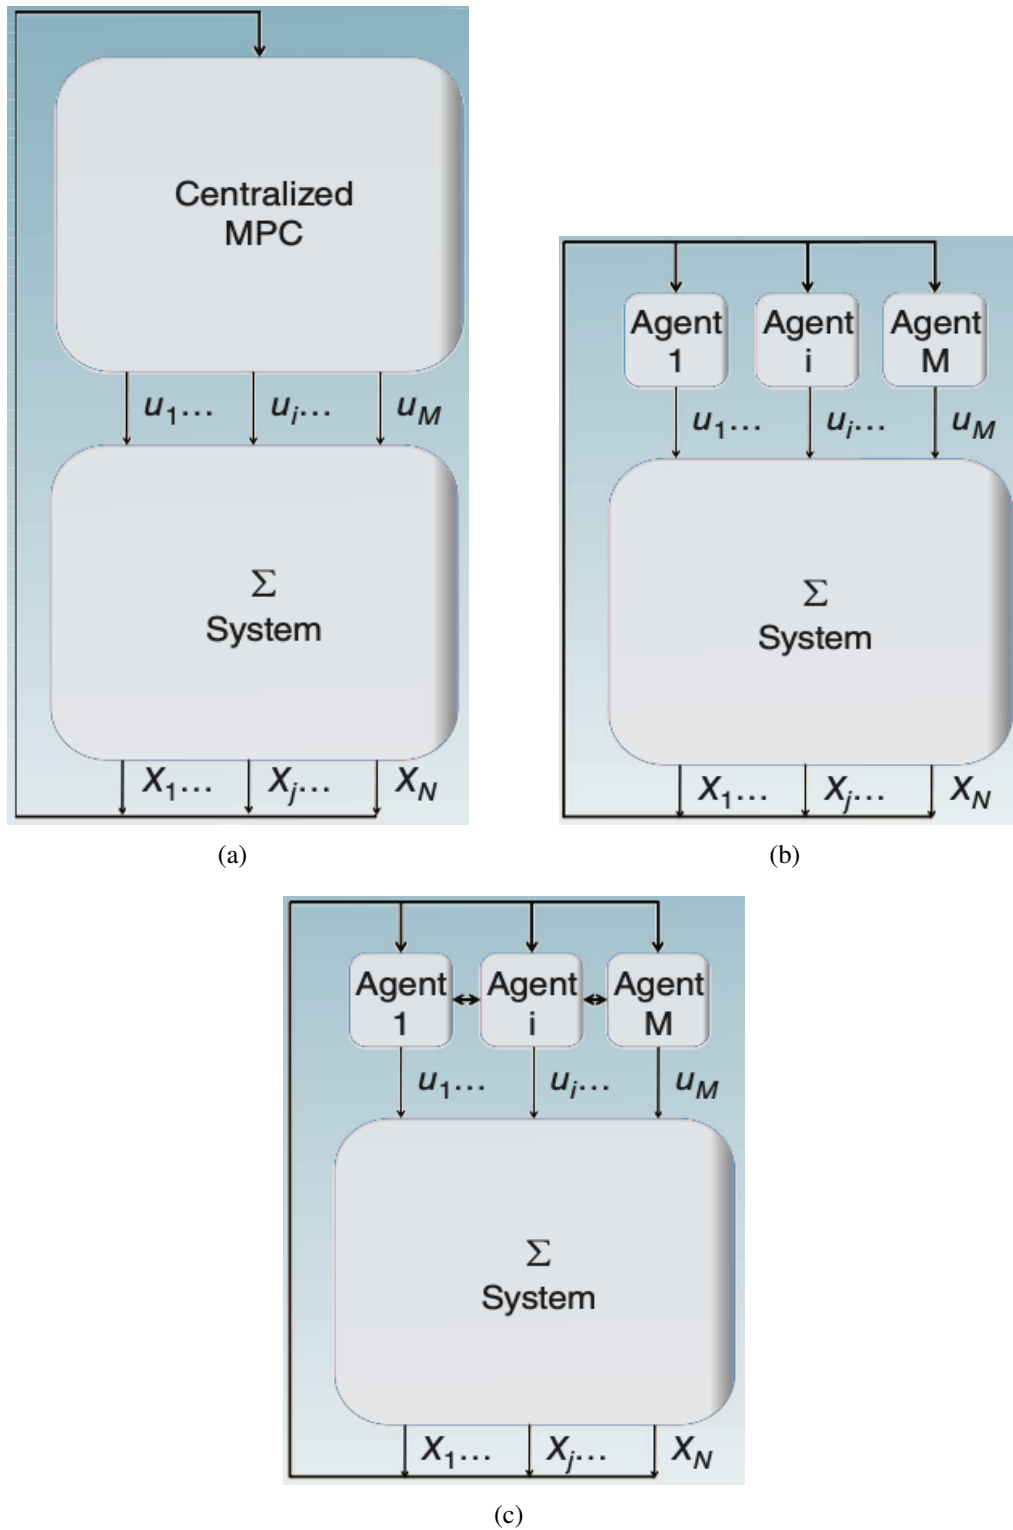 Centralized
MPC
u1... ui... uM
Σ
System
X1... Xj... XN
(a)
Agent 1 Agent i Agent M
u1... ui... uM
Σ
System
X1... Xj... XN
(b)
Agent 1 Agent i Agent M
u1... ui... uM
Σ
System
X1... Xj... XN
(c)